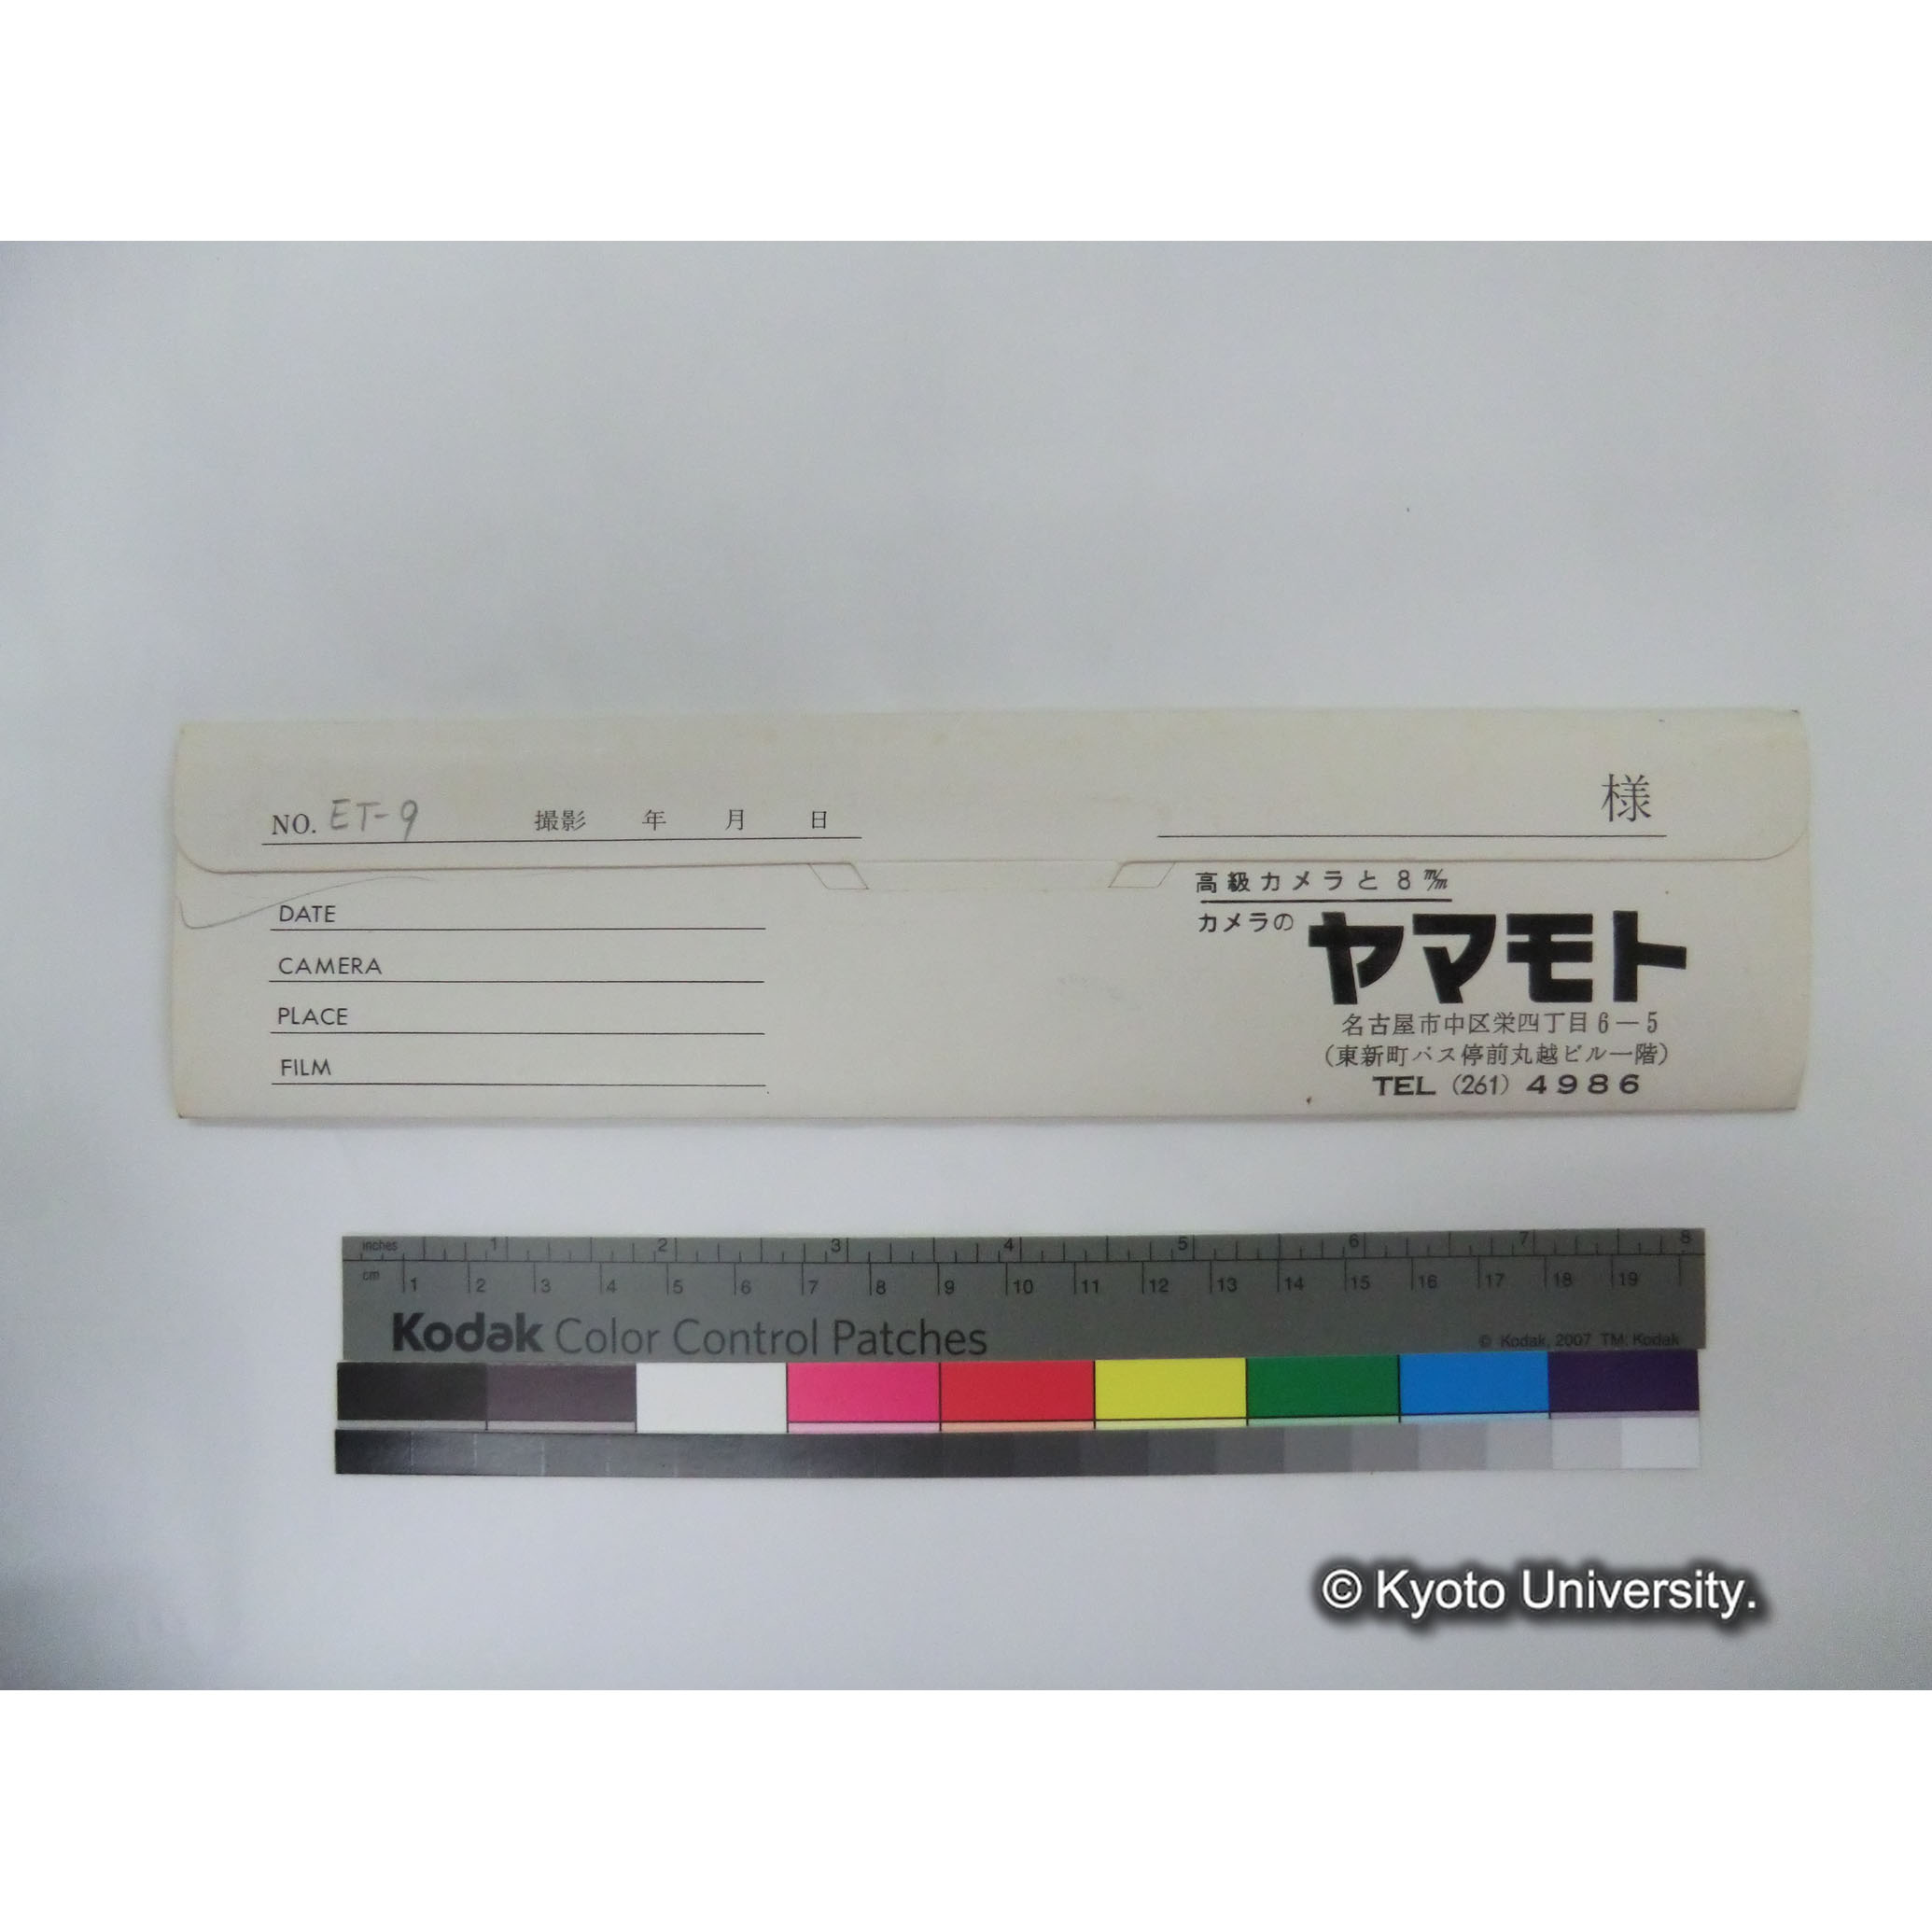 NO. ET-9 撮影 年 月 日
様
DATE
CAMERA
PLACE
FILM
高級カメラと 8 m/m
カメラの ヤマモト
名古屋市中区栄四丁目6-5
(東新町バス停前丸越ビル一階)
TEL (261) 4986
inches 1 2 3 4 5 6 7 8
cm 1 2 3 4 5 6 7 8 9 10 11 12 13 14 15 16 17 18 19
Kodak Color Control Patches
© Kodak, 2007 TM: Kodak
© Kyoto University.